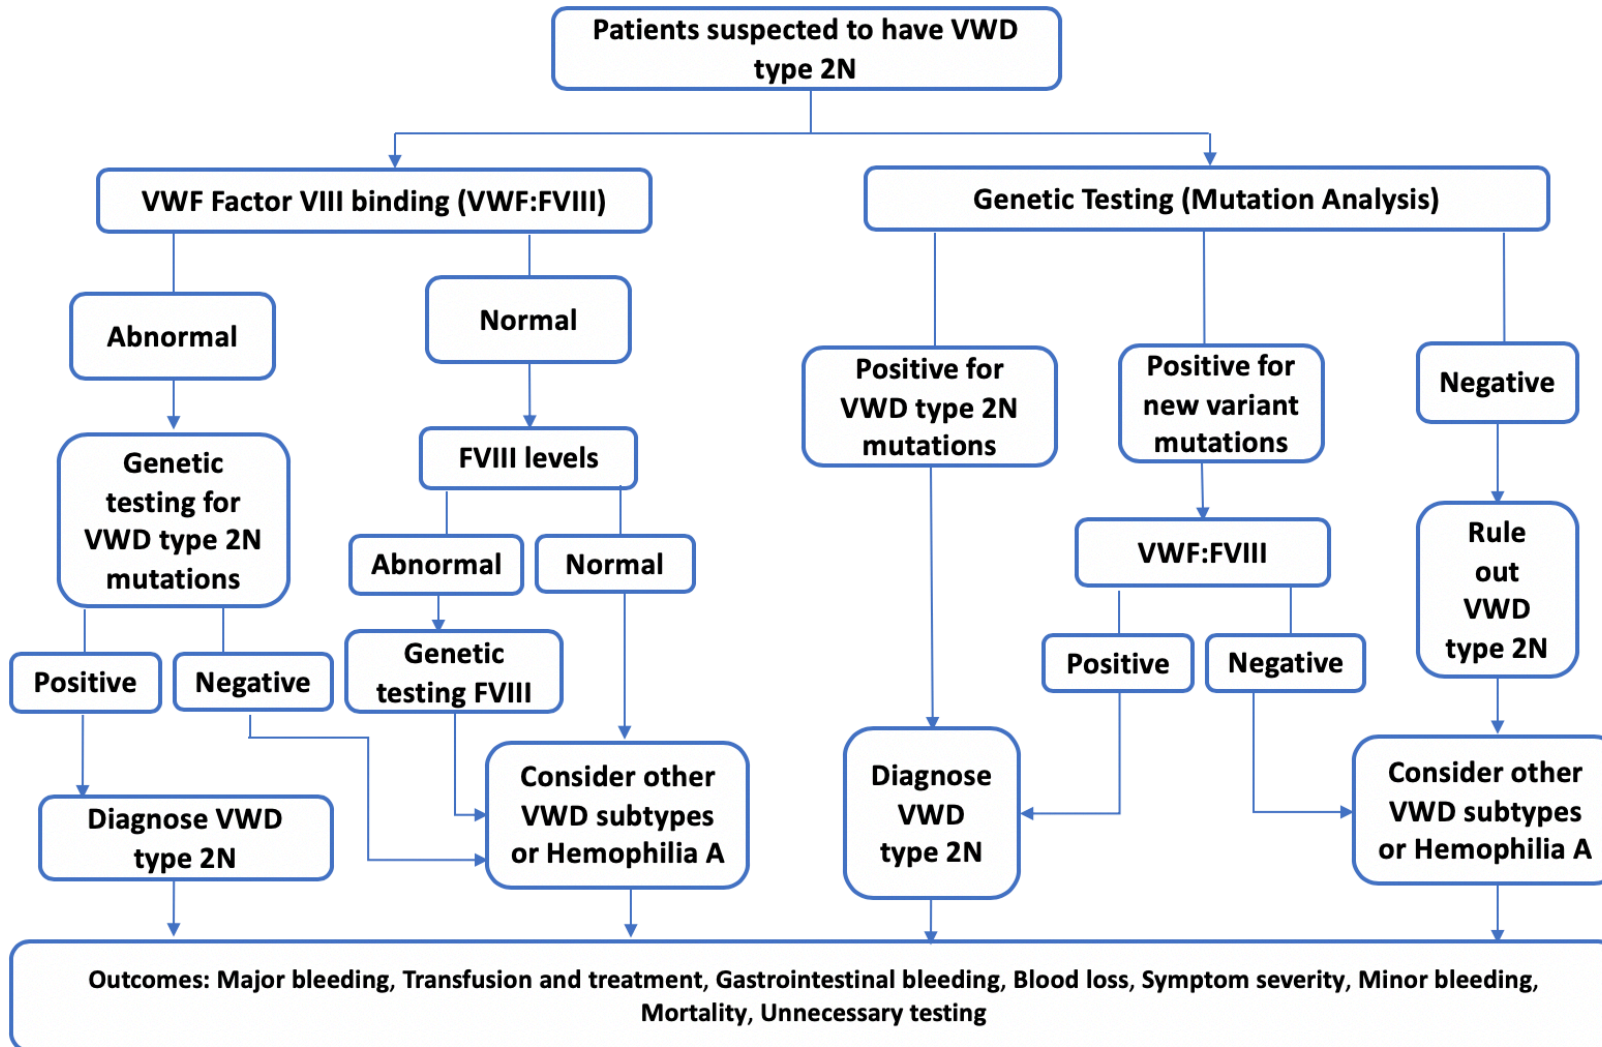 Patients suspected to have VWD
type 2N
VWF Factor VIII binding (VWF:FVIII)
Genetic Testing (Mutation Analysis)
Abnormal
Normal
Positive for
VWD type 2N
mutations
Positive for
new variant
mutations
Negative
Genetic
testing for
VWD type 2N
mutations
FVIII levels
Abnormal
Normal
VWF:FVIII
Rule
out
VWD
type 2N
Positive
Negative
Genetic
testing FVIII
Positive
Negative
Diagnose VWD
type 2N
Consider other
VWD subtypes
or Hemophilia A
Diagnose
VWD
type 2N
Consider other
VWD subtypes
or Hemophilia A
Outcomes: Major bleeding, Transfusion and treatment, Gastrointestinal bleeding, Blood loss, Symptom severity, Minor bleeding,
Mortality, Unnecessary testing